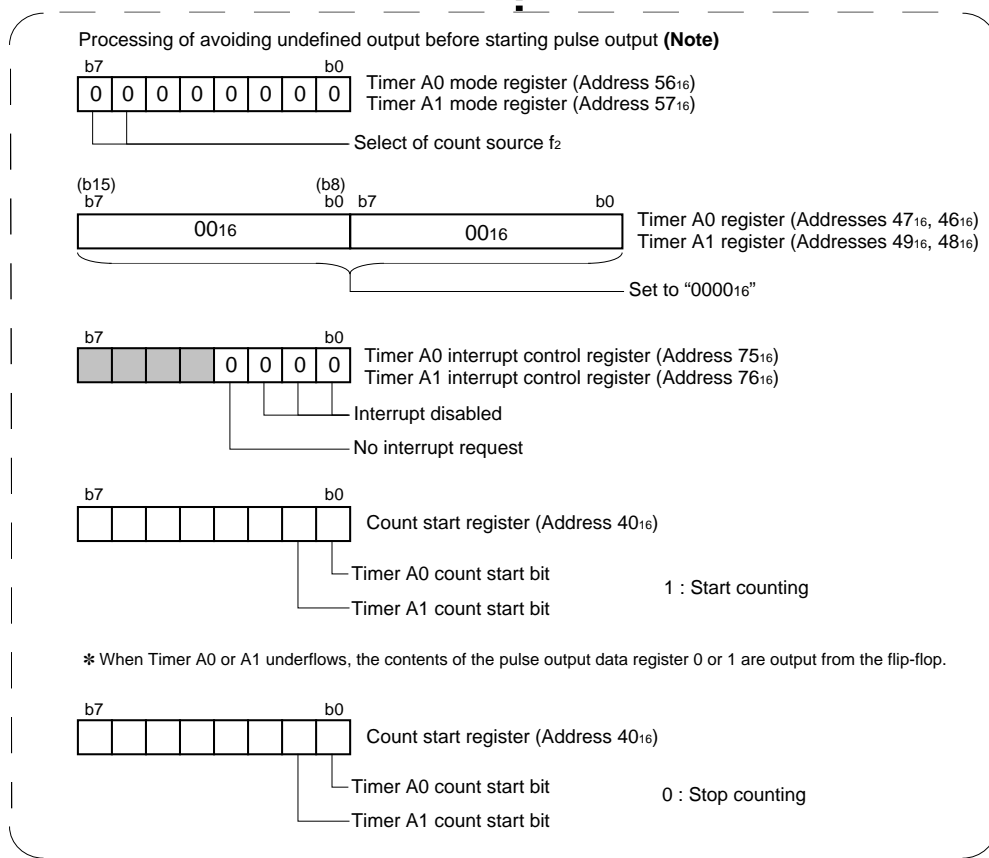 Processing of avoiding undefined output before starting pulse output (Note)
b7 b0
0 0 0 0 0 0 0 0
Timer A0 mode register (Address 56₁₆)
Timer A1 mode register (Address 57₁₆)
Select of count source f₂
(b15) (b8)
b7 b0 b7 b0
00₁₆ 00₁₆
Timer A0 register (Addresses 47₁₆, 46₁₆)
Timer A1 register (Addresses 49₁₆, 48₁₆)
Set to “0000₁₆”
b7 b0
0 0 0 0
Timer A0 interrupt control register (Address 75₁₆)
Timer A1 interrupt control register (Address 76₁₆)
Interrupt disabled
No interrupt request
b7 b0
Count start register (Address 40₁₆)
Timer A0 count start bit
1 : Start counting
Timer A1 count start bit
✽ When Timer A0 or A1 underflows, the contents of the pulse output data register 0 or 1 are output from the flip-flop.
b7 b0
Count start register (Address 40₁₆)
Timer A0 count start bit
0 : Stop counting
Timer A1 count start bit